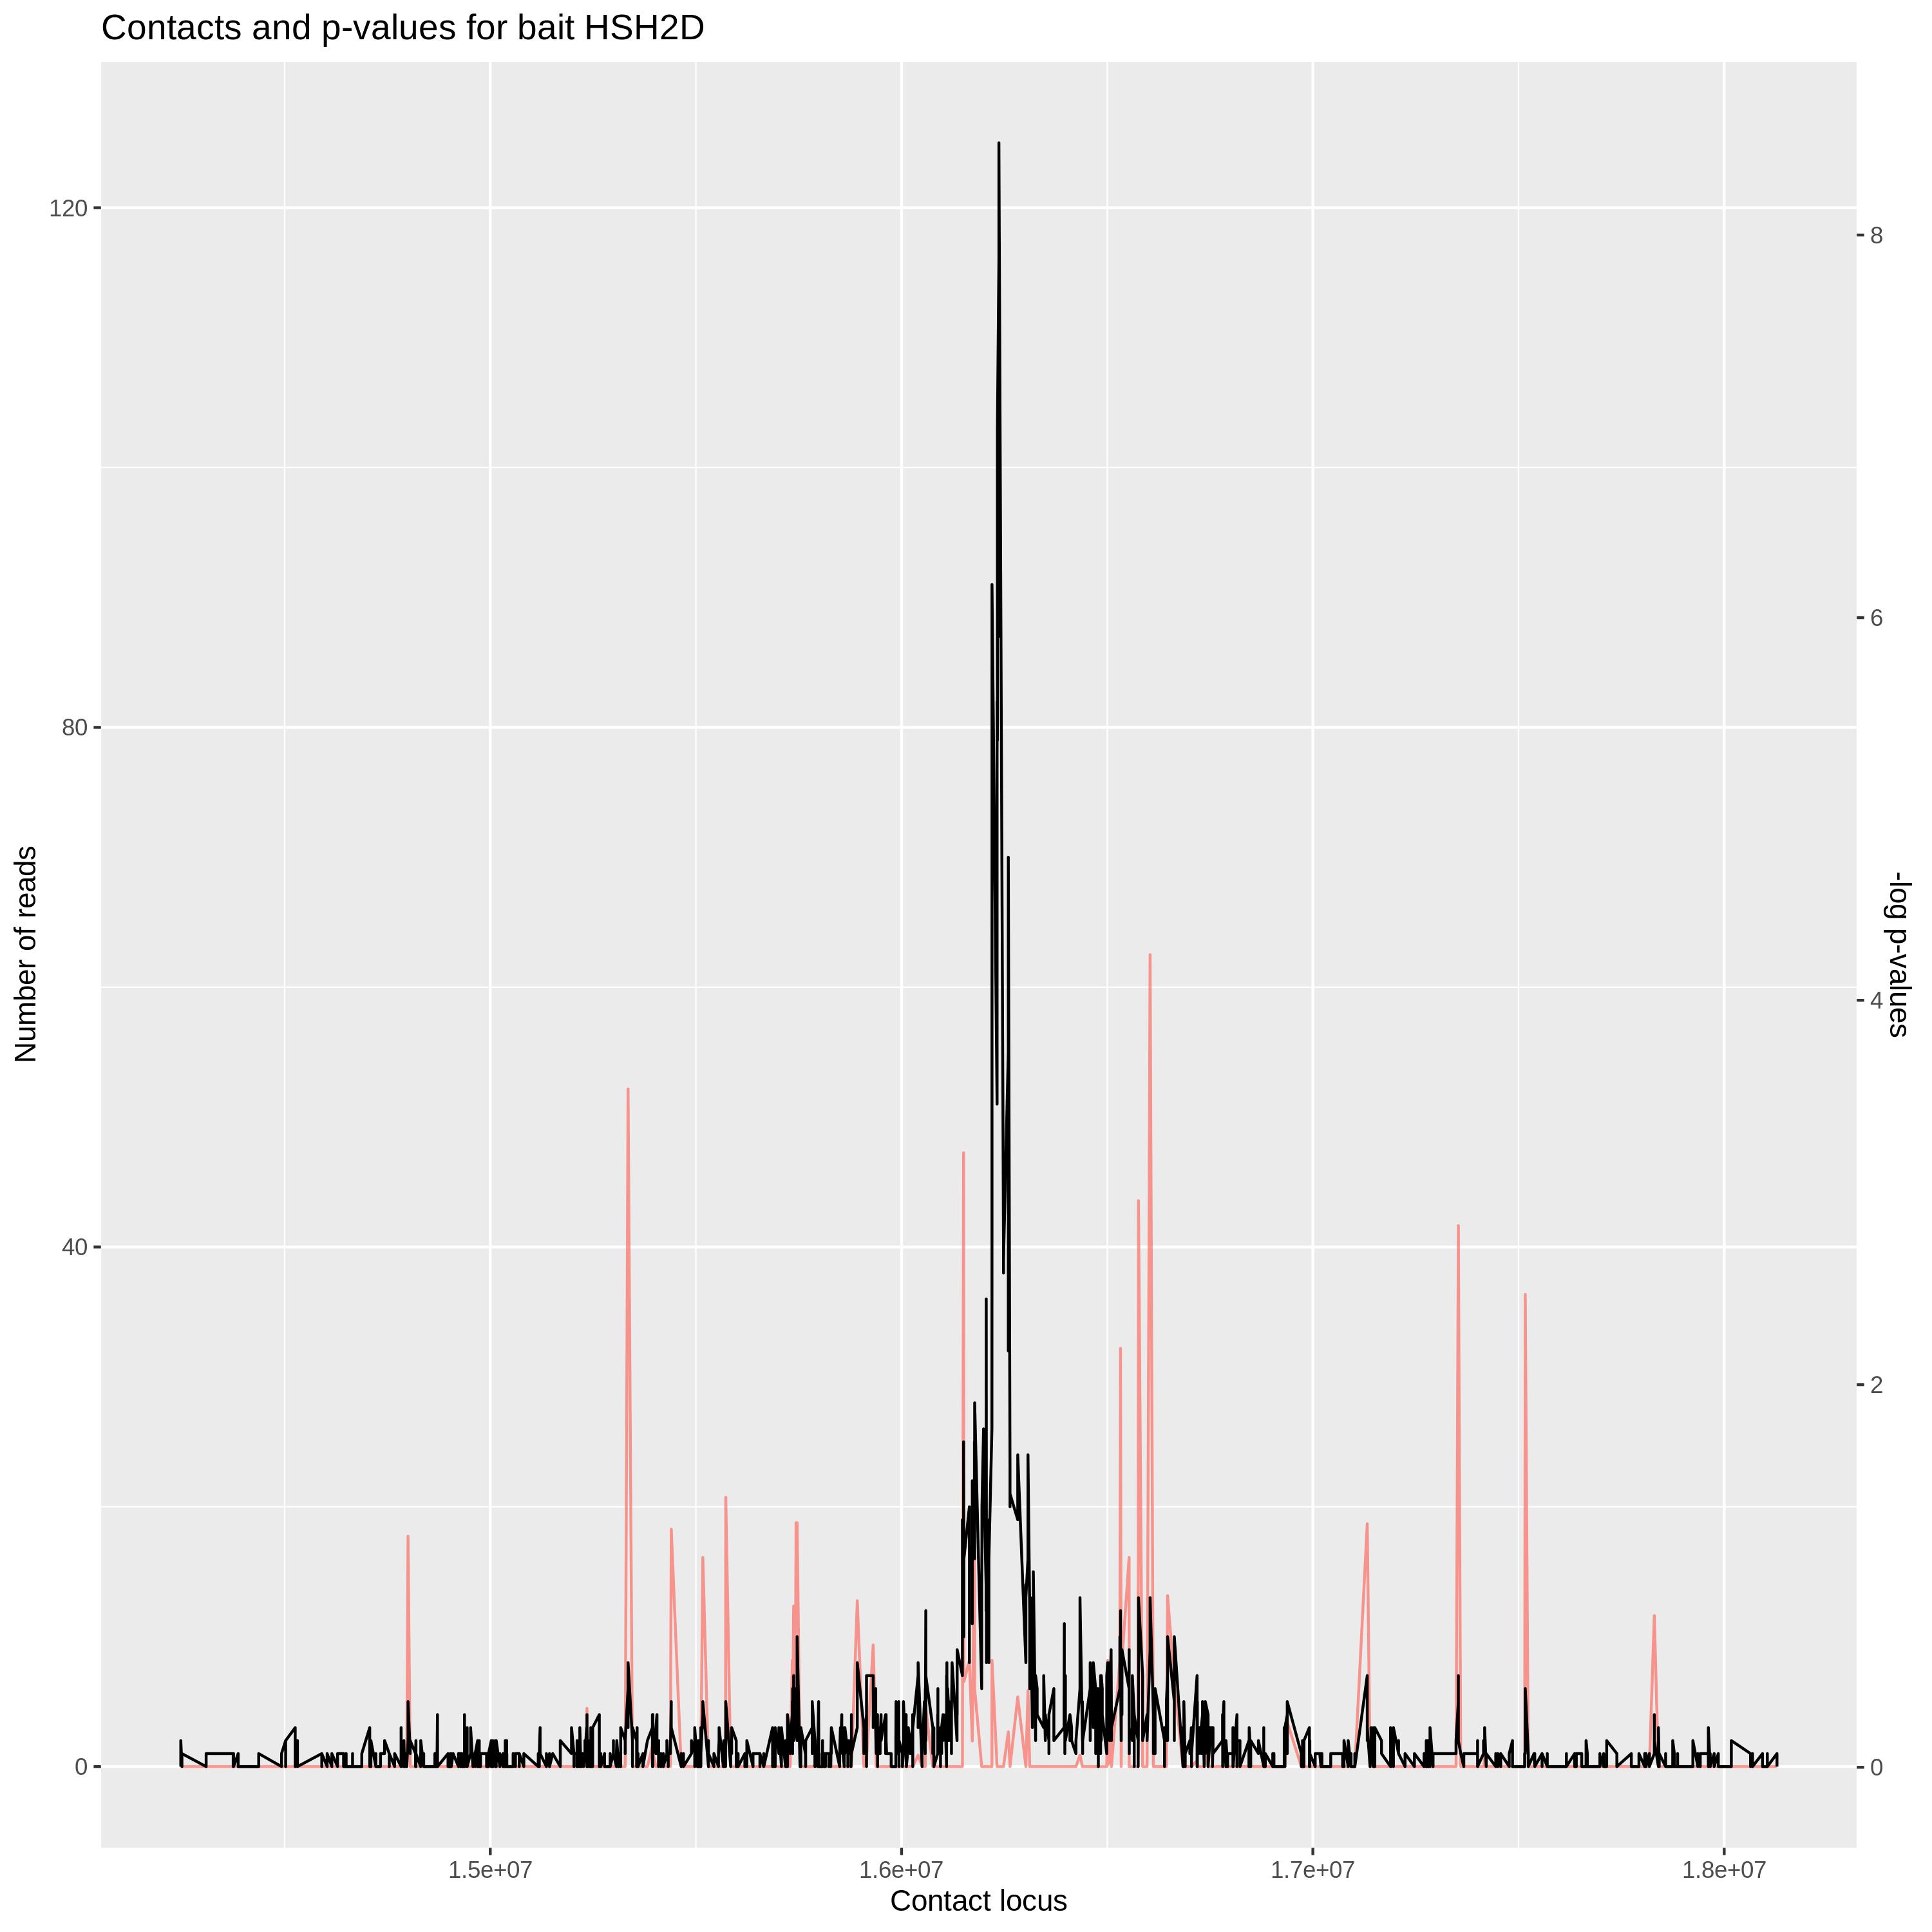 Contacts and p-values for bait HSH2D
120
80
40
0
Number of reads
8
6
4
2
0
-log p-values
1.5e+07
1.6e+07
1.7e+07
1.8e+07
Contact locus